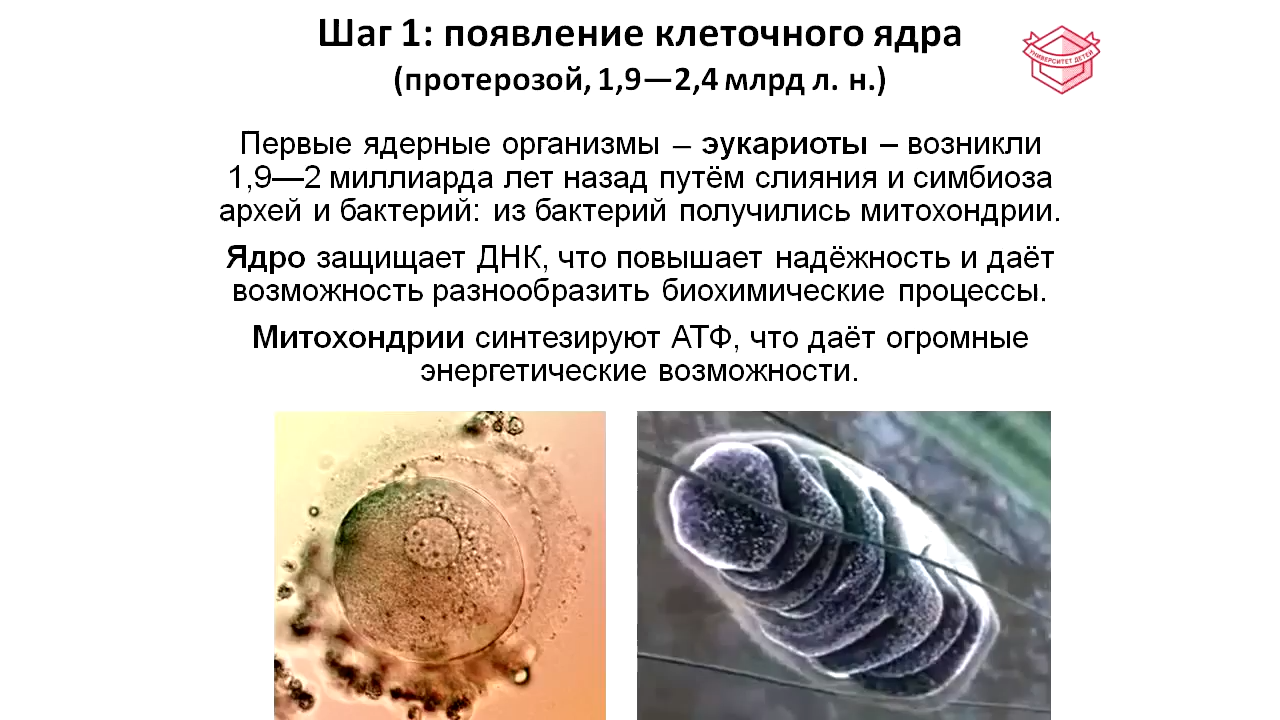 Шаг 1: появление клеточного ядра
(протерозой, 1,9—2,4 млрд л. н.)
УНИВЕРСИТЕТ ДЕТЕЙ
Первые ядерные организмы – эукариоты – возникли
1,9—2 миллиарда лет назад путём слияния и симбиоза
архей и бактерий: из бактерий получились митохондрии.
Ядро защищает ДНК, что повышает надёжность и даёт
возможность разнообразить биохимические процессы.
Митохондрии синтезируют АТФ, что даёт огромные
энергетические возможности.